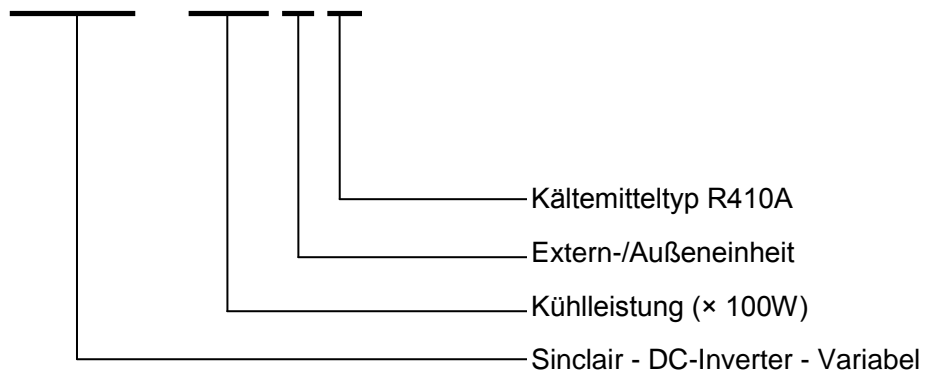 Kältemitteltyp R410A
Extern-/Außeneinheit
Kühlleistung (× 100W)
Sinclair - DC-Inverter - Variabel